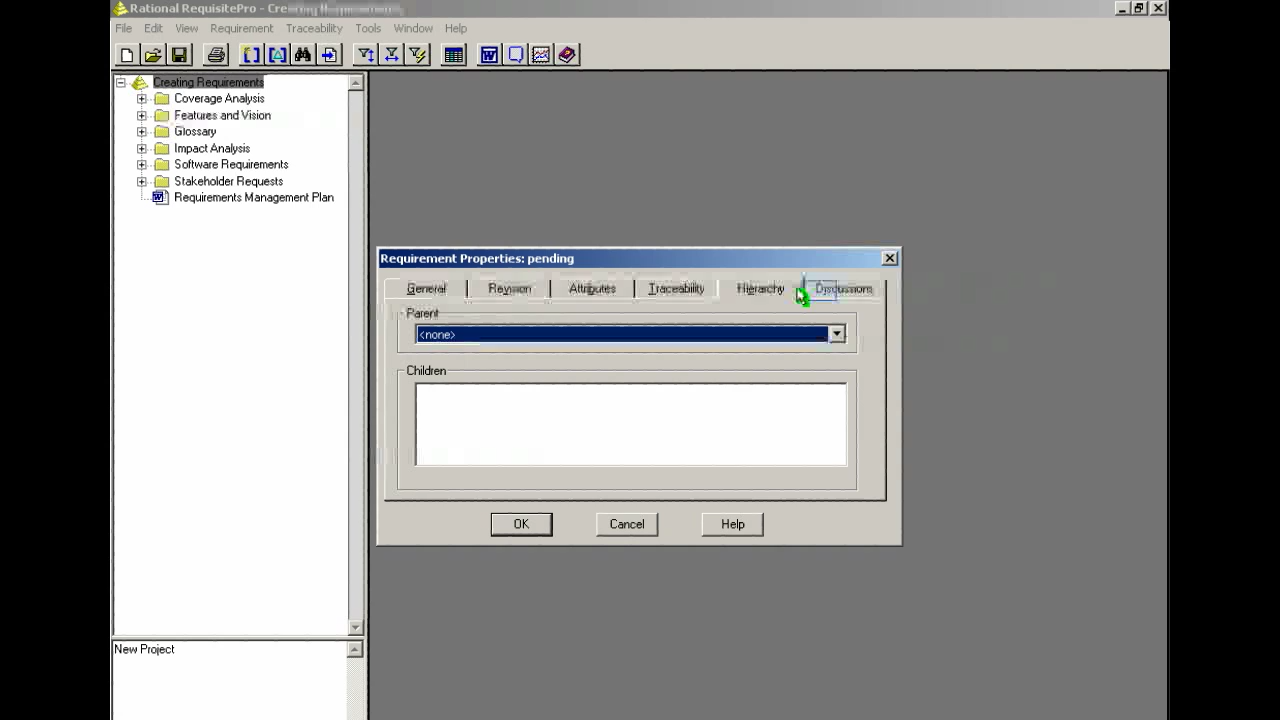 Rational RequisitePro - Creating Requirements
File Edit View Requirement Traceability Tools Window Help
Creating Requirements
Coverage Analysis
Features and Vision
Glossary
Impact Analysis
Software Requirements
Stakeholder Requests
Requirements Management Plan
Requirement Properties: pending
General Revision Attributes Traceability Hierarchy Discussions
Parent
<none>
Children
OK Cancel Help
New Project